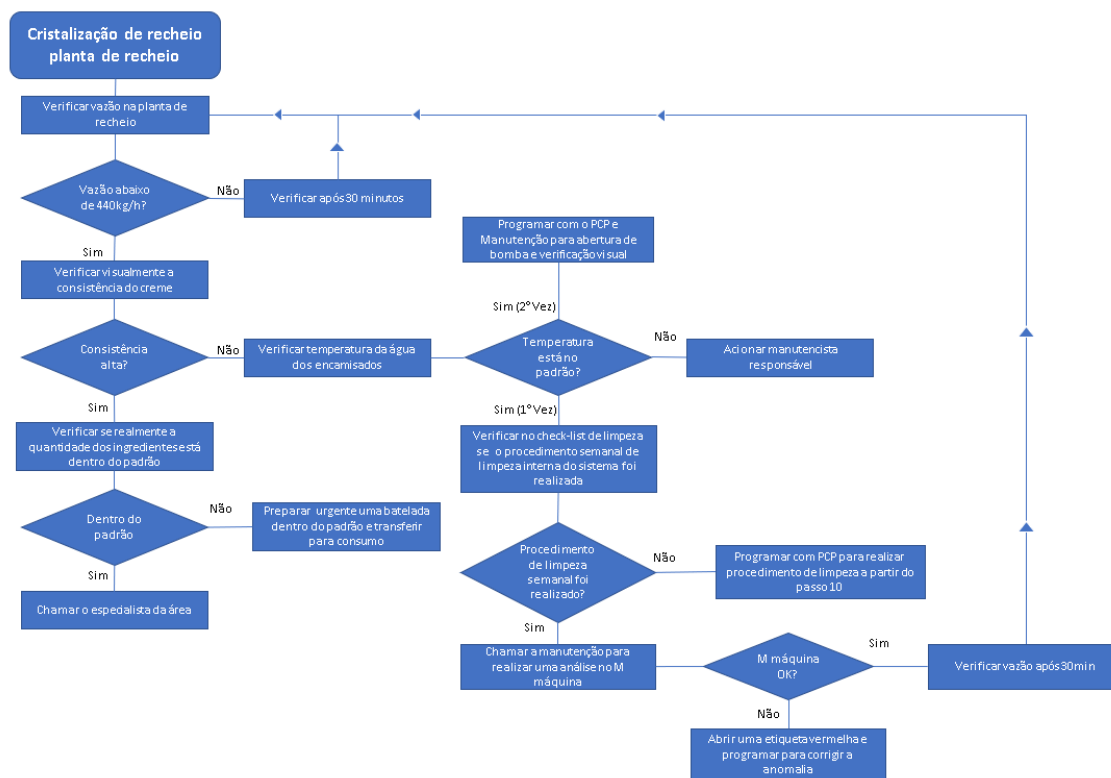 Cristalização de recheio
planta de recheio
Verificar vazão na planta de
recheio
Vazão abaixo
de 440kg/h?
Não
Verificar após 30 minutos
Sim
Verificar visualmente a
consistência do creme
Consistência
alta?
Não
Verificar temperatura da água
dos encamisados
Sim
Verificar se realmente a
quantidade dos ingredientes está
dentro do padrão
Dentro do
padrão
Não
Preparar urgente uma batelada
dentro do padrão e transferir
para consumo
Sim
Chamar o especialista da área
Programar com o PCP e
Manutenção para abertura de
bomba e verificação visual
Sim (2° Vez)
Temperatura
está no
padrão?
Não
Acionar manutencista
responsável
Sim (1° Vez)
Verificar no check-list de limpeza
se o procedimento semanal de
limpeza interna do sistema foi
realizada
Procedimento
de limpeza
semanal foi
realizado?
Não
Programar com PCP para realizar
procedimento de limpeza a partir do
passo 10
Sim
Chamar a manutenção para
realizar uma análise no M
máquina
M máquina
OK?
Sim
Verificar vazão após 30min
Não
Abrir uma etiqueta vermelha e
programar para corrigir a
anomalia